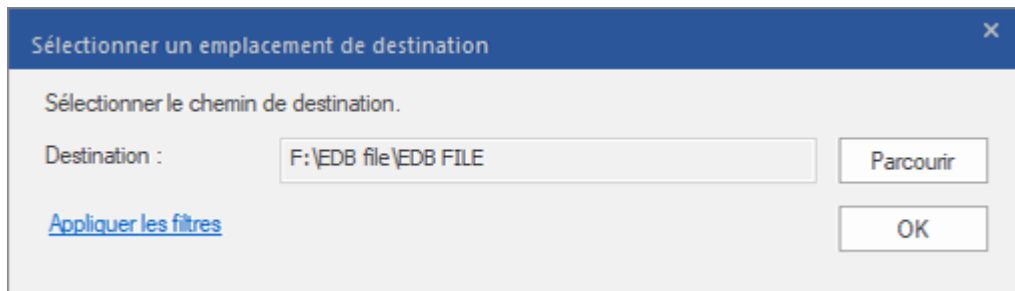 Sélectionner un emplacement de destination
Sélectionner le chemin de destination.
Destination : F:\EDB file\EDB FILE Parcourir
Appliquer les filtres OK